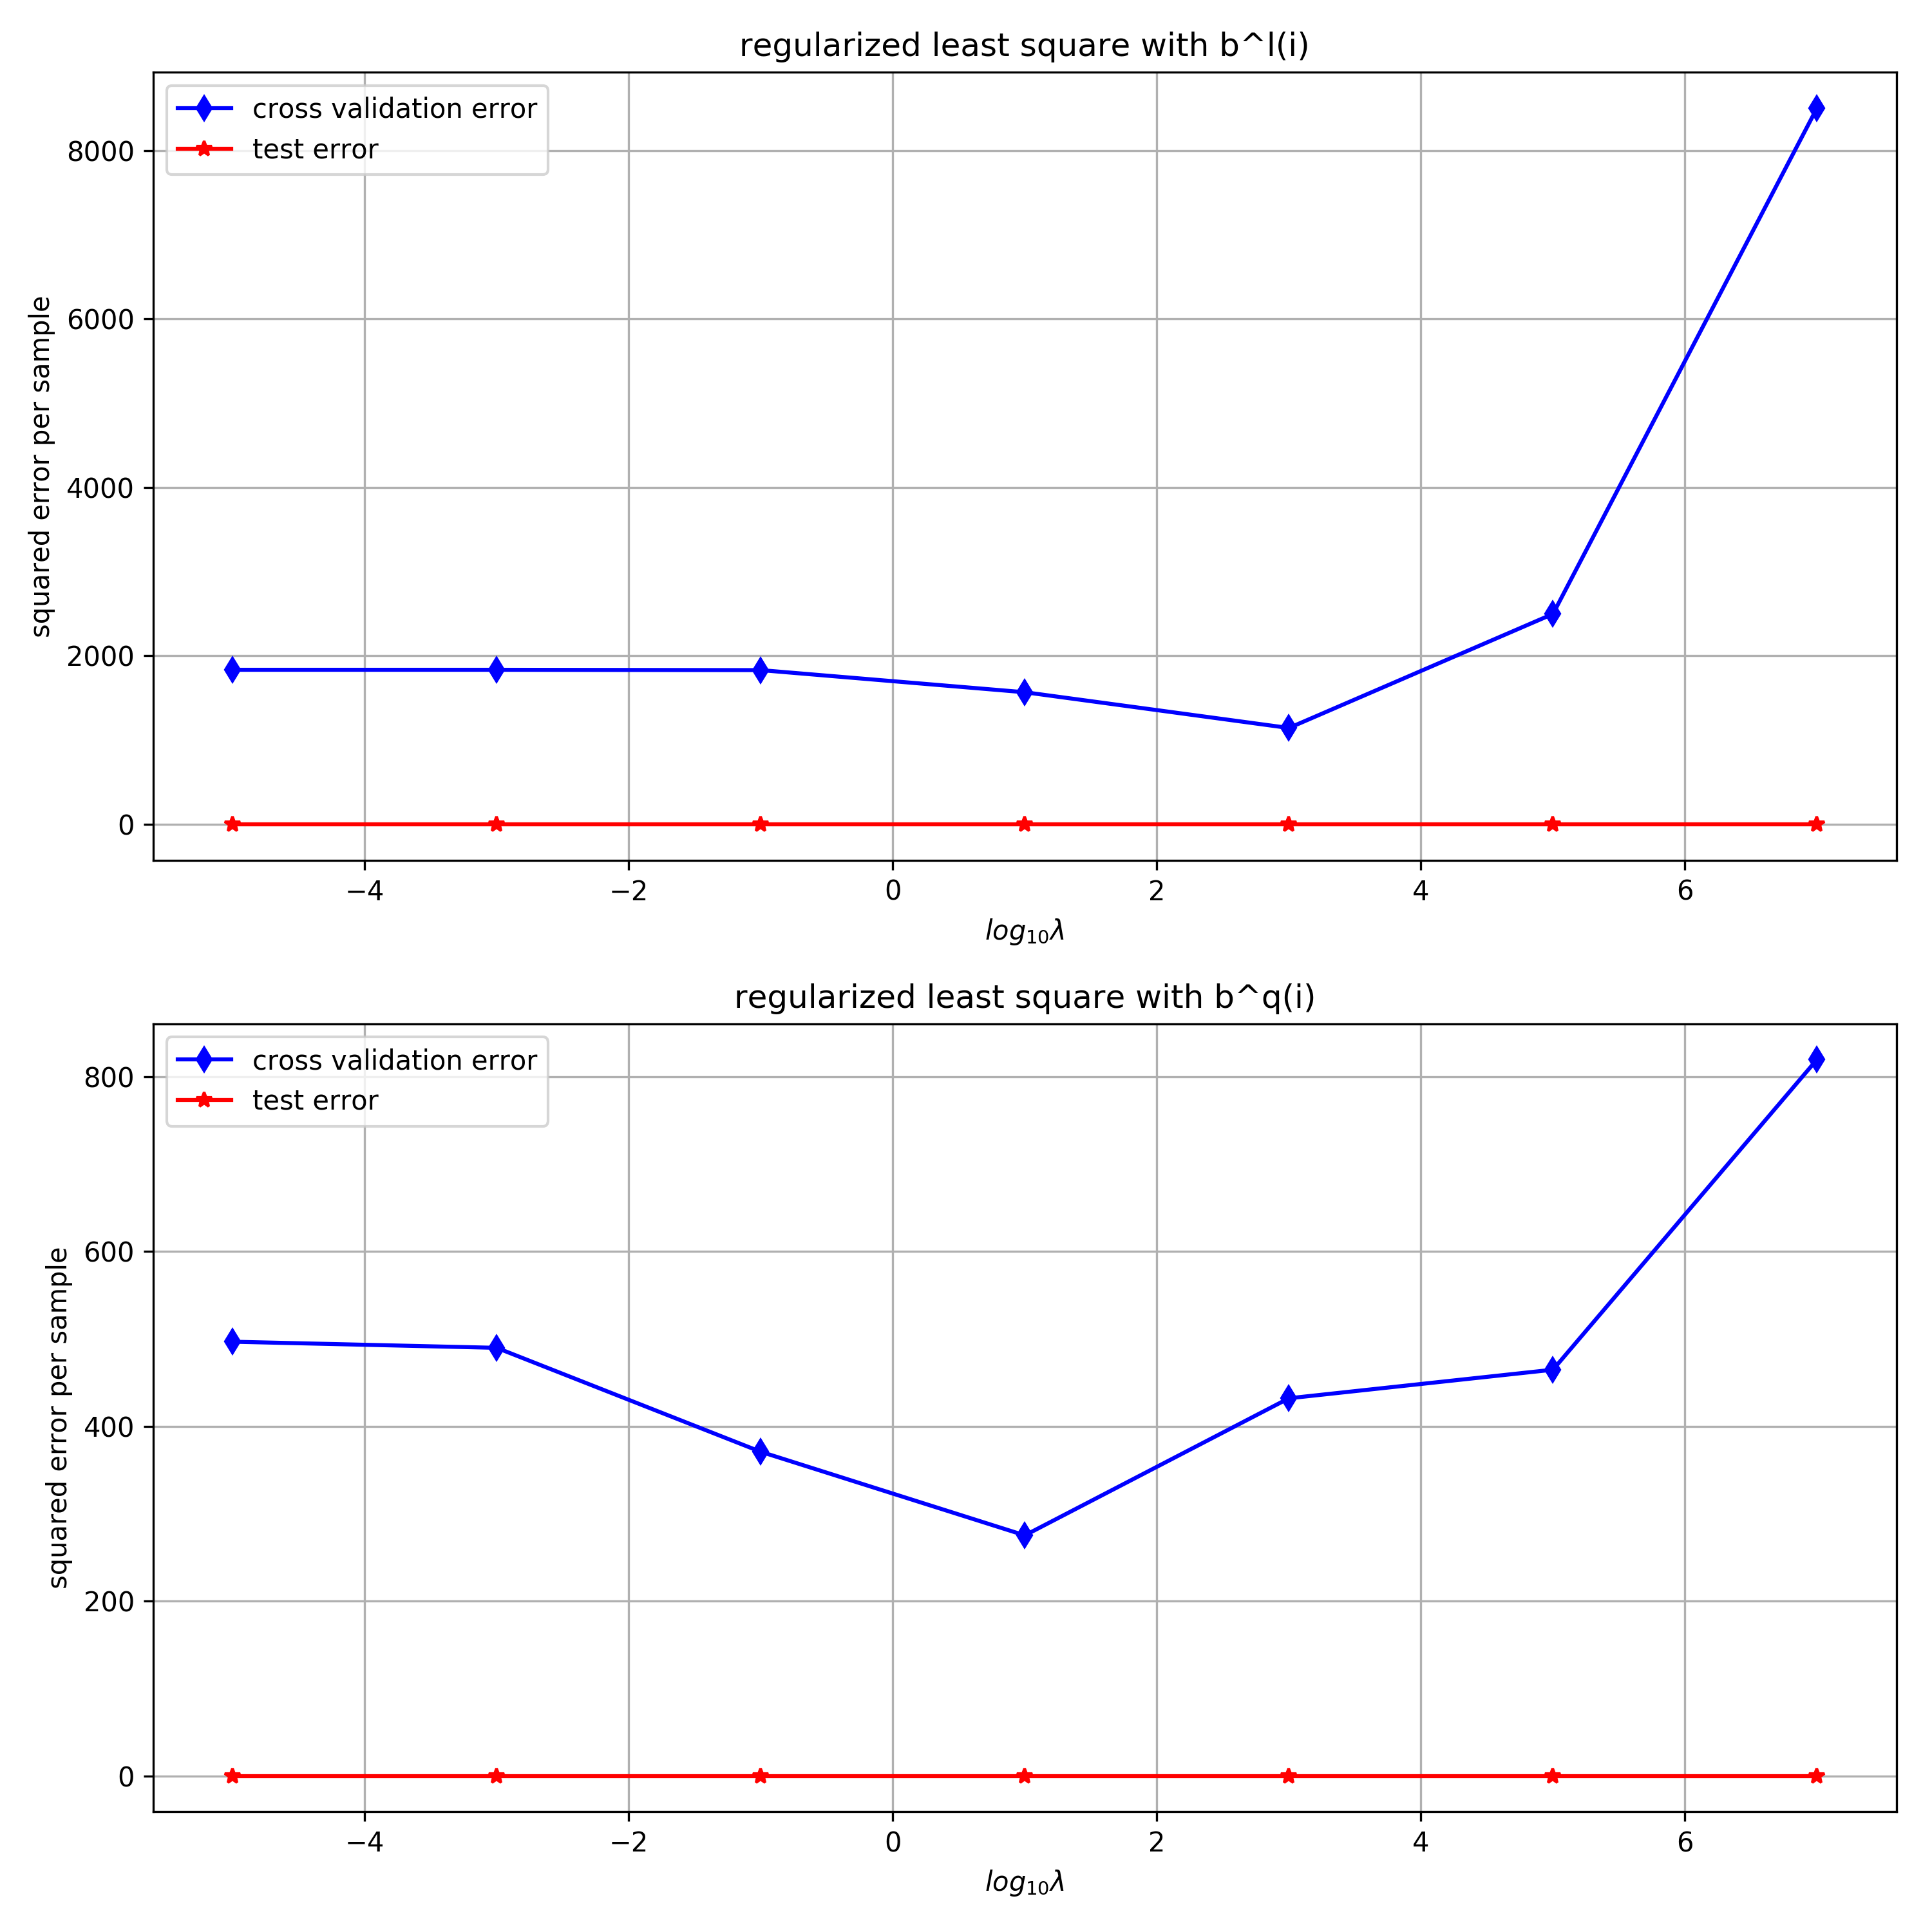 regularized least square with b^l(i)
cross validation error
test error
squared error per sample
8000
6000
4000
2000
0
−4 −2 0 2 4 6
log₁₀λ
regularized least square with b^q(i)
cross validation error
test error
squared error per sample
800
600
400
200
0
−4 −2 0 2 4 6
log₁₀λ